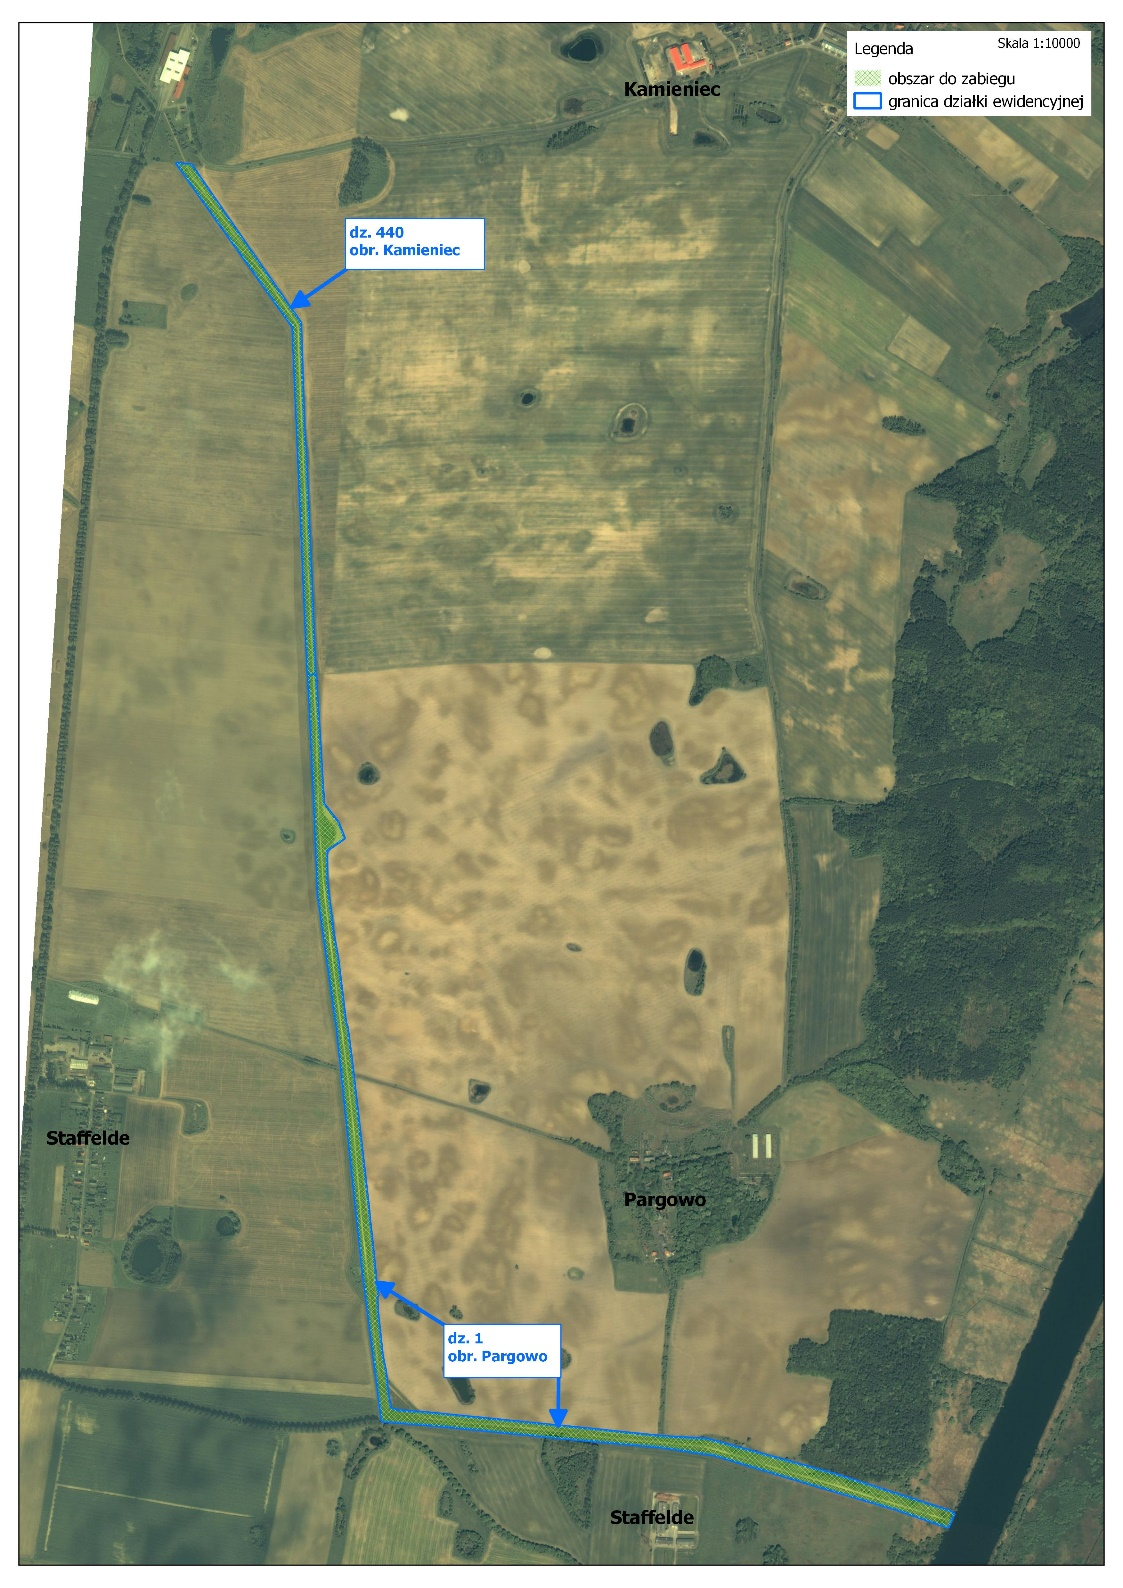 Legenda
Skala 1:10000
obszar do zabiegu
granica działki ewidencyjnej
Kamieniec
dz. 440
obr. Kamieniec
Staffelde
Pargowo
dz. 1
obr. Pargowo
Staffelde